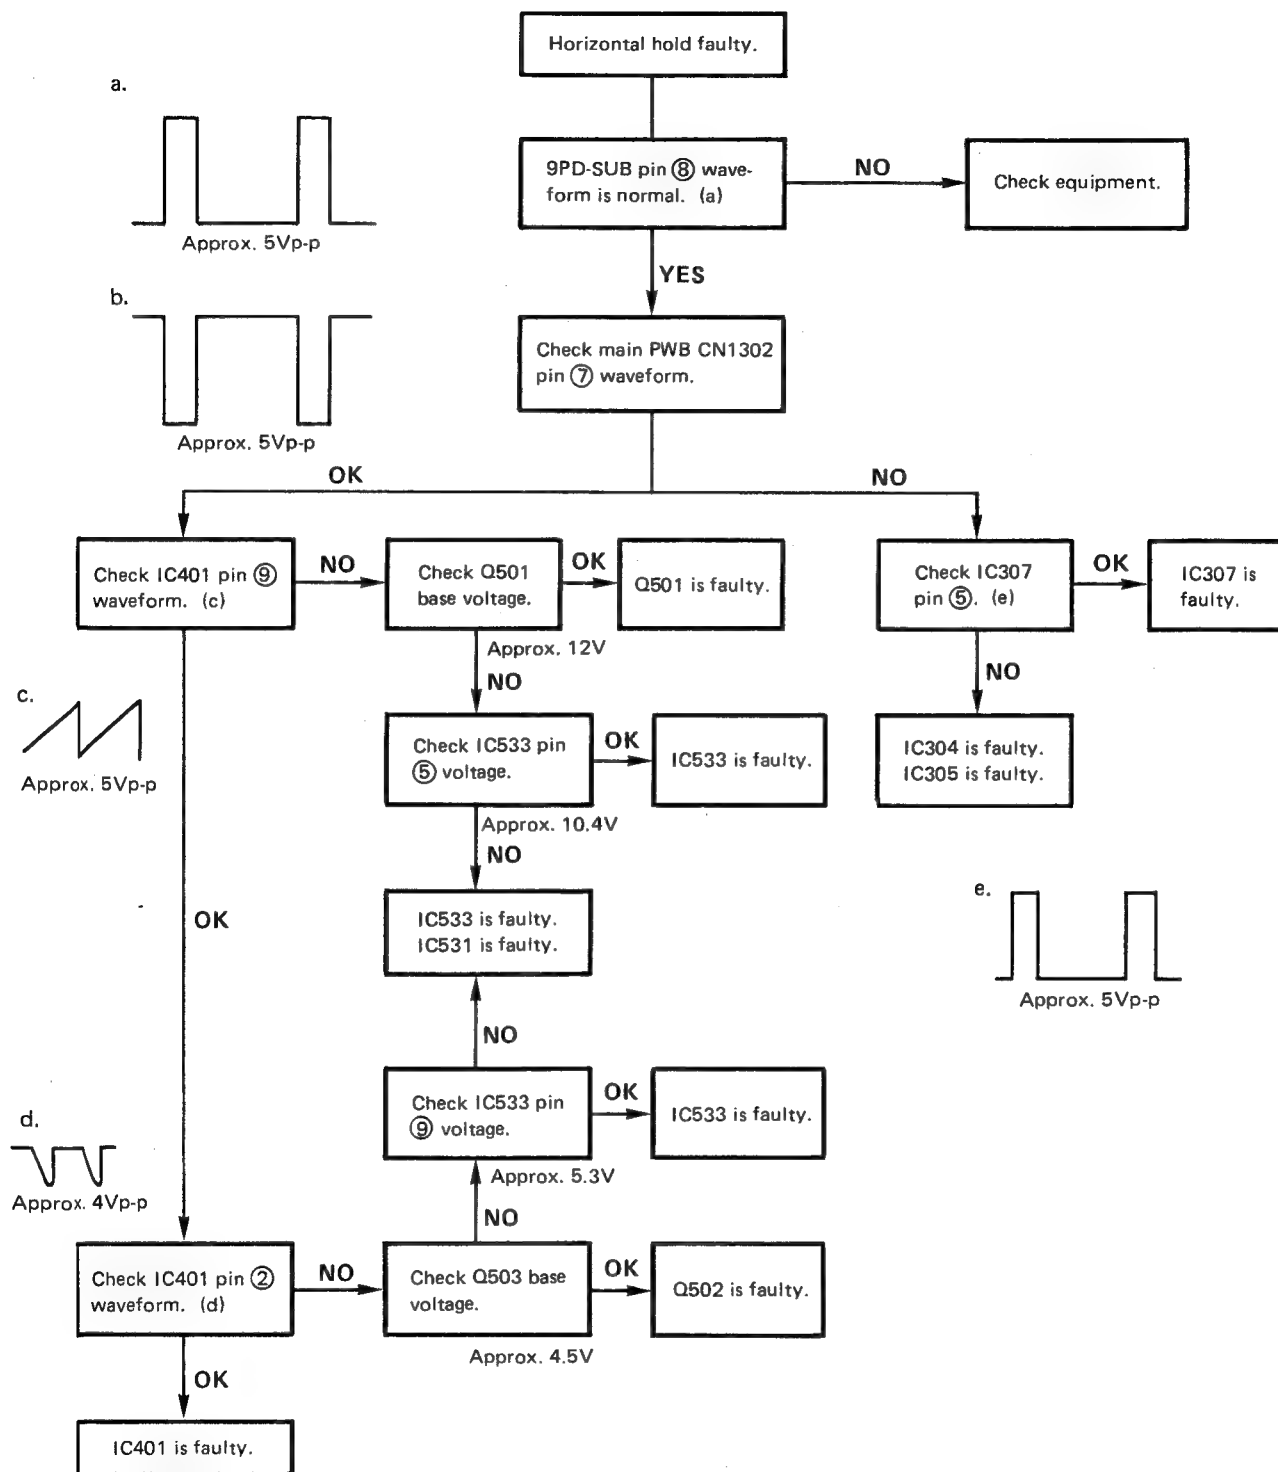 Horizontal hold faulty.
a.
Approx. 5Vp-p
9PD-SUB pin ⑧ wave-
form is normal. (a)
NO
Check equipment.
YES
b.
Approx. 5Vp-p
Check main PWB CN1302
pin ⑦ waveform.
OK
NO
Check IC401 pin ⑨
waveform. (c)
NO
Check Q501
base voltage.
OK
Q501 is faulty.
Check IC307
pin ⑤. (e)
OK
IC307 is
faulty.
Approx. 12V
NO
NO
c.
Approx. 5Vp-p
Check IC533 pin
⑤ voltage.
OK
IC533 is faulty.
IC304 is faulty.
IC305 is faulty.
Approx. 10.4V
NO
OK
IC533 is faulty.
IC531 is faulty.
e.
Approx. 5Vp-p
NO
Check IC533 pin
⑨ voltage.
OK
IC533 is faulty.
d.
Approx. 4Vp-p
Approx. 5.3V
NO
Check IC401 pin ②
waveform. (d)
NO
Check Q503 base
voltage.
OK
Q502 is faulty.
Approx. 4.5V
OK
IC401 is faulty.